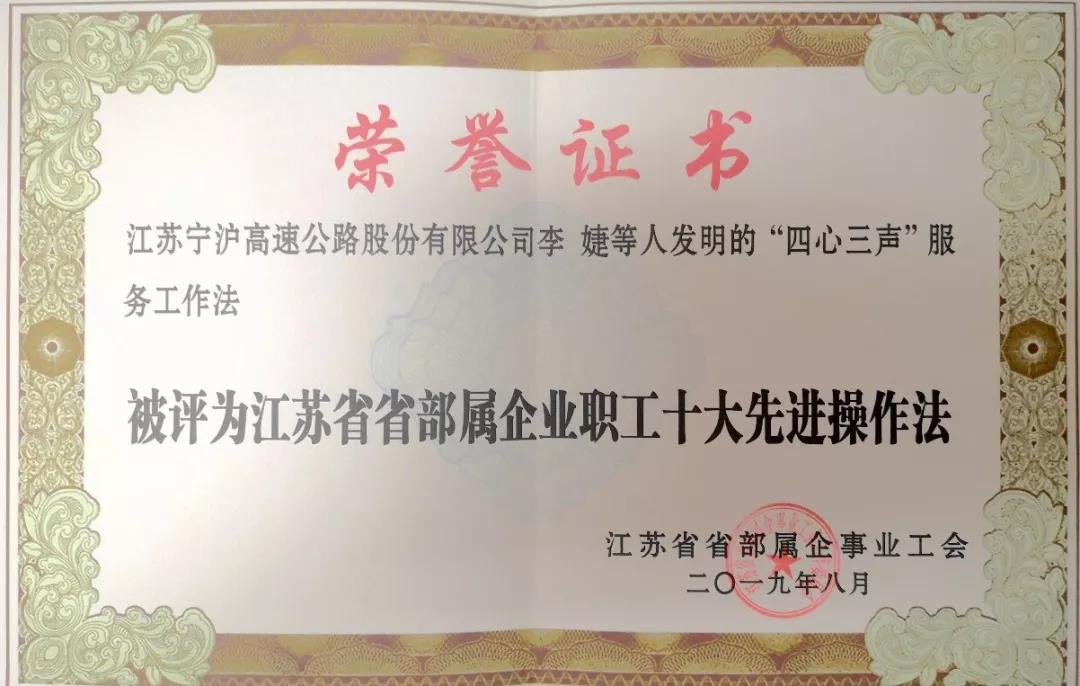 荣誉证书
江苏宁沪高速公路股份有限公司李 婕等人发明的“四心三声”服
务工作法
被评为江苏省省部属企业职工十大先进操作法
江苏省省部属企事业工会
二〇一九年八月